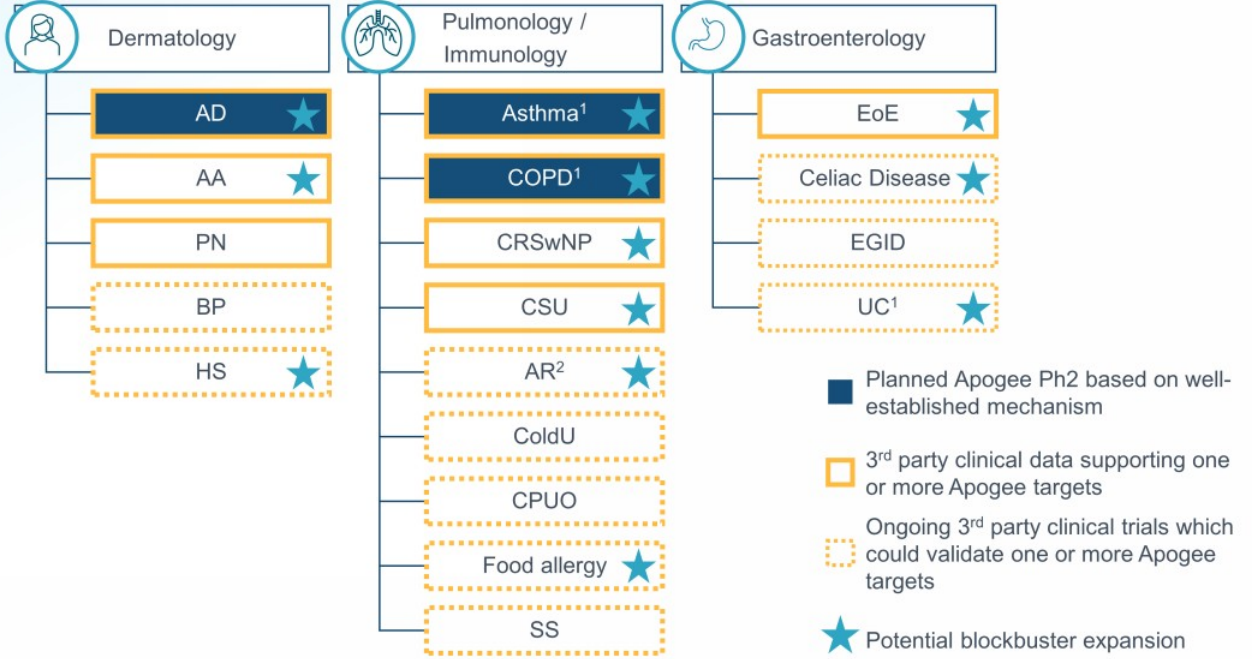 Dermatology
AD
AA
PN
BP
HS
Pulmonology /
Immunology
Asthma¹
COPD¹
CRSwNP
CSU
AR²
ColdU
CPUO
Food allergy
SS
Gastroenterology
EoE
Celiac Disease
EGID
UC¹
Planned Apogee Ph2 based on well-
established mechanism
3rd party clinical data supporting one
or more Apogee targets
Ongoing 3rd party clinical trials which
could validate one or more Apogee
targets
Potential blockbuster expansion